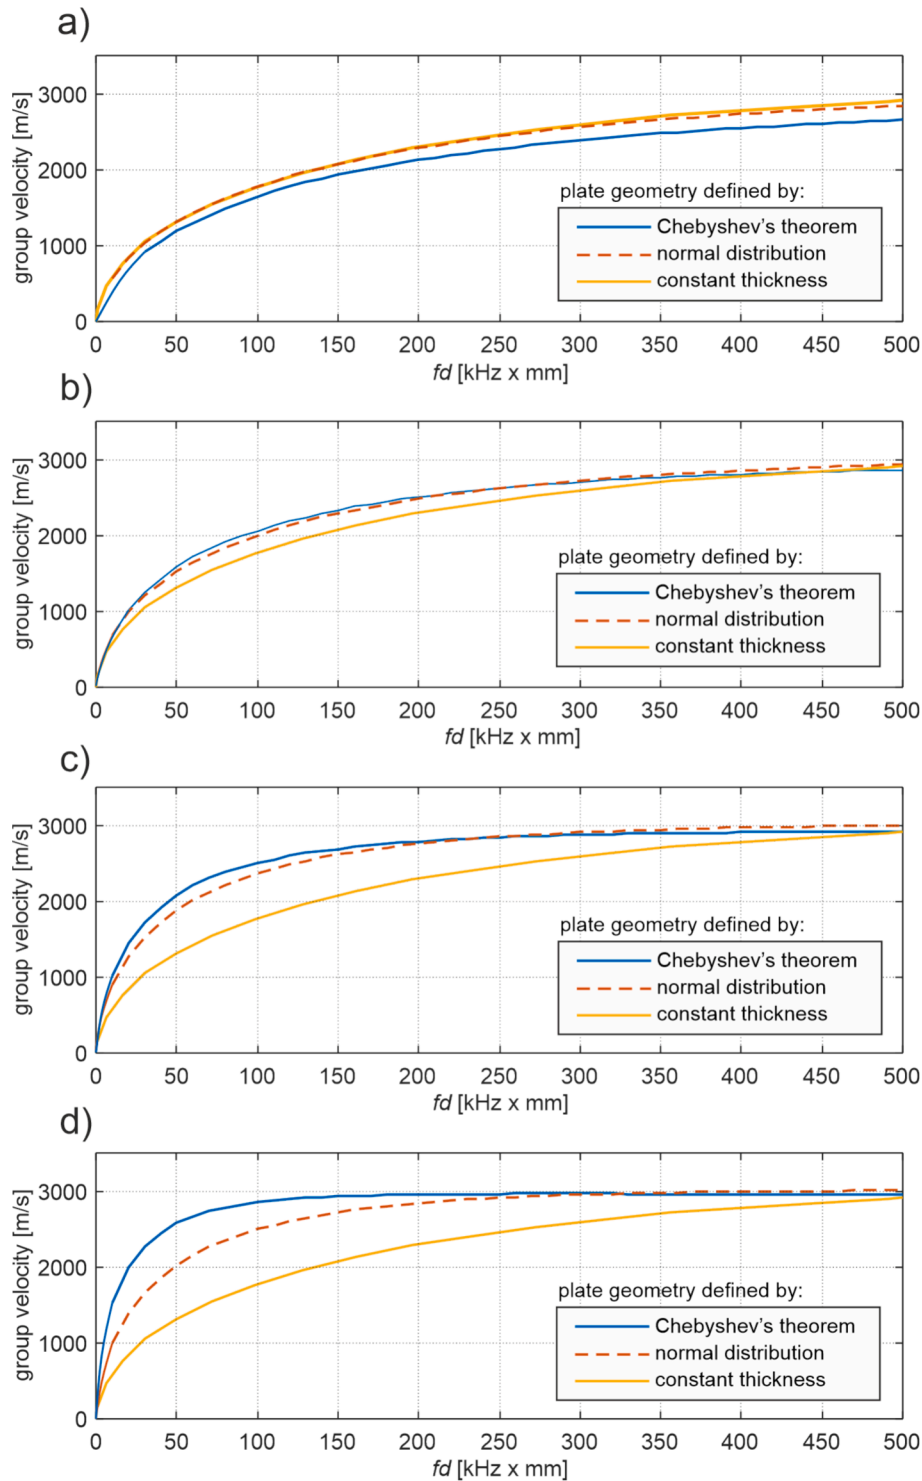 a)
group velocity [m/s]
3000
2000
1000
0
plate geometry defined by:
Chebyshev's theorem
normal distribution
constant thickness
0 50 100 150 200 250 300 350 400 450 500
fd [kHz x mm]
b)
group velocity [m/s]
3000
2000
1000
0
plate geometry defined by:
Chebyshev's theorem
normal distribution
constant thickness
0 50 100 150 200 250 300 350 400 450 500
fd [kHz x mm]
c)
group velocity [m/s]
3000
2000
1000
0
plate geometry defined by:
Chebyshev's theorem
normal distribution
constant thickness
0 50 100 150 200 250 300 350 400 450 500
fd [kHz x mm]
d)
group velocity [m/s]
3000
2000
1000
0
plate geometry defined by:
Chebyshev's theorem
normal distribution
constant thickness
0 50 100 150 200 250 300 350 400 450 500
fd [kHz x mm]